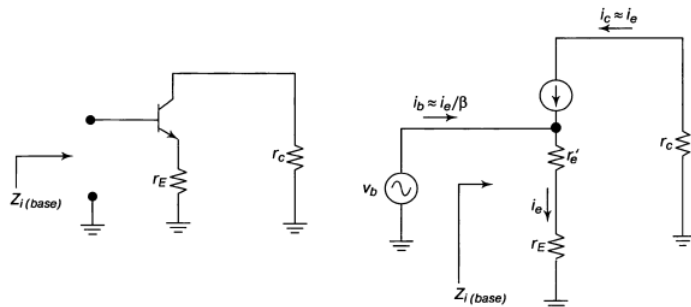 r_E
r_C
Z_i (base)
i_c ≈ i_e
i_b ≈ i_e/β
r_e′
r_C
v_b
i_e
r_E
Z_i (base)